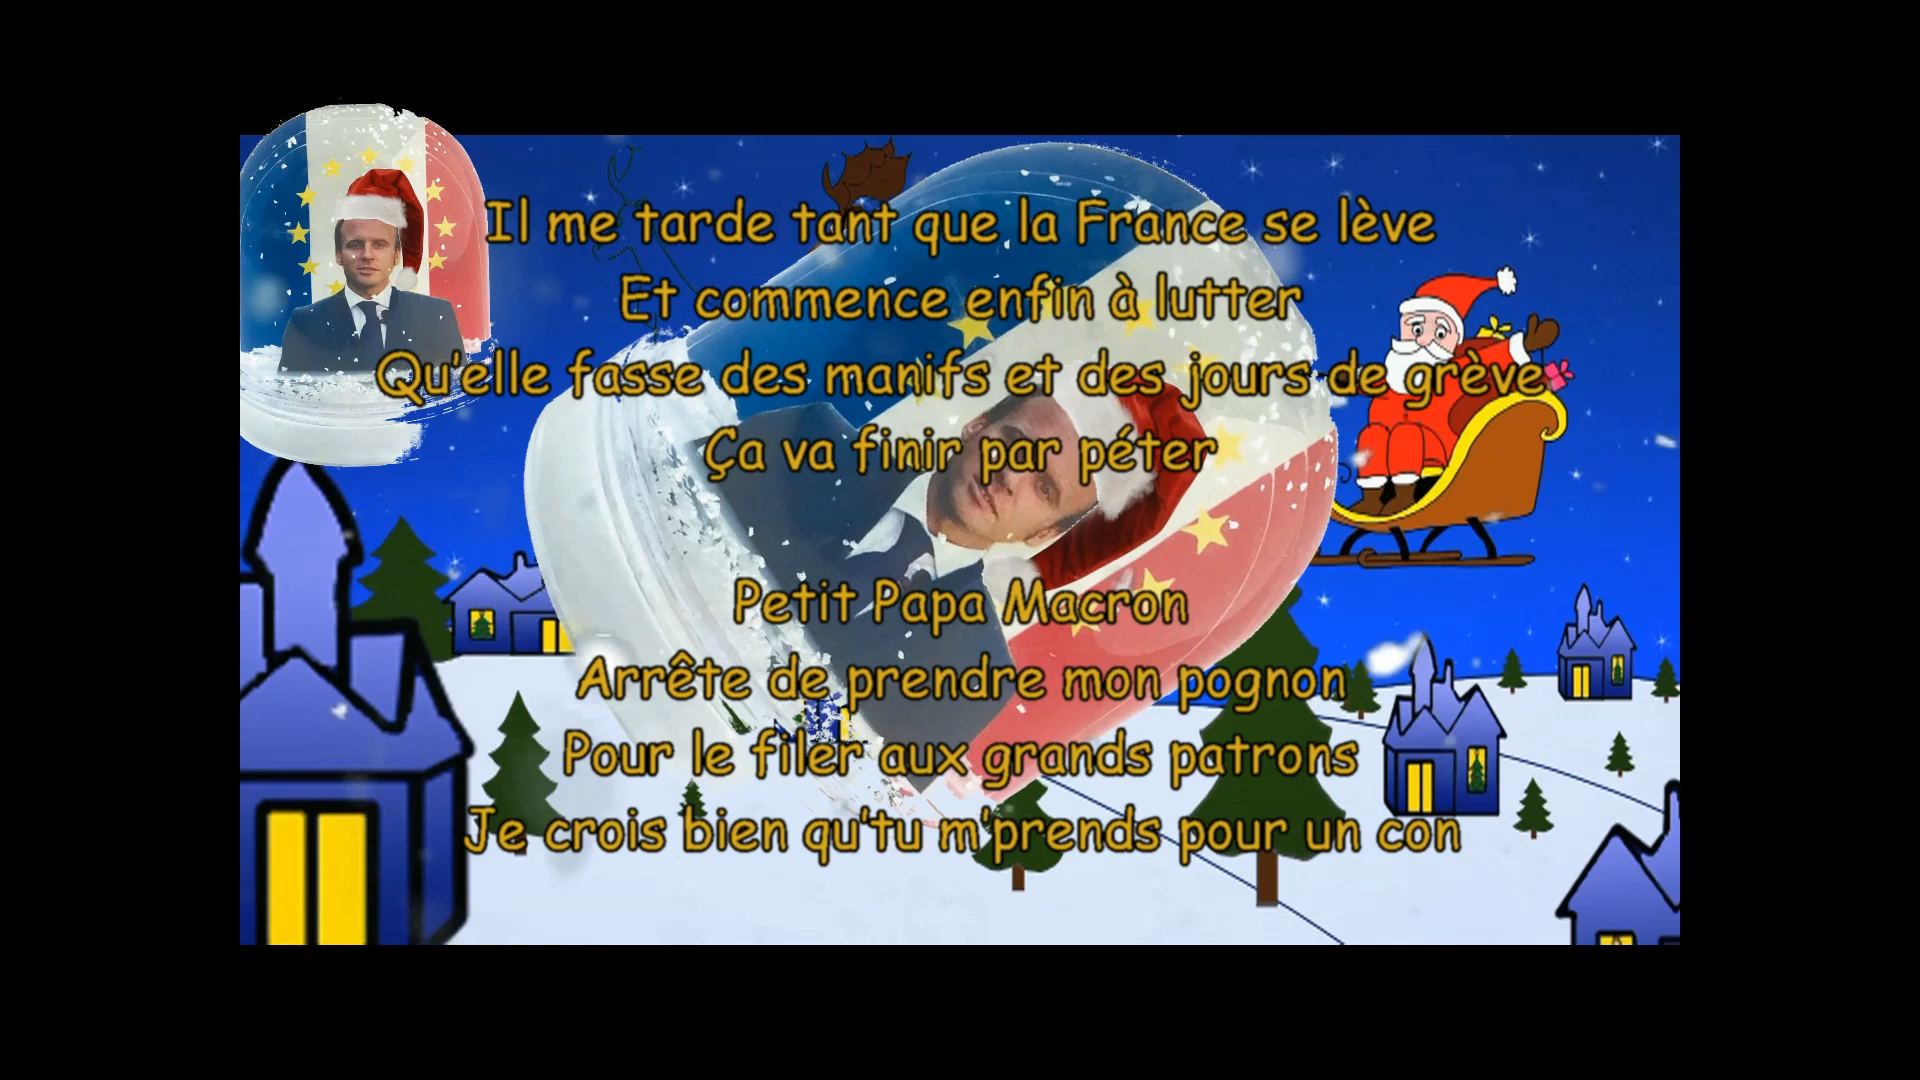 Il me tarde tant que la France se lève
Et commence enfin à lutter
Qu'elle fasse des manifs et des jours de grève
Ça va finir par péter
Petit Papa Macron
Arrête de prendre mon pognon
Pour le filer aux grands patrons
Je crois bien qu'tu m'prends pour un con